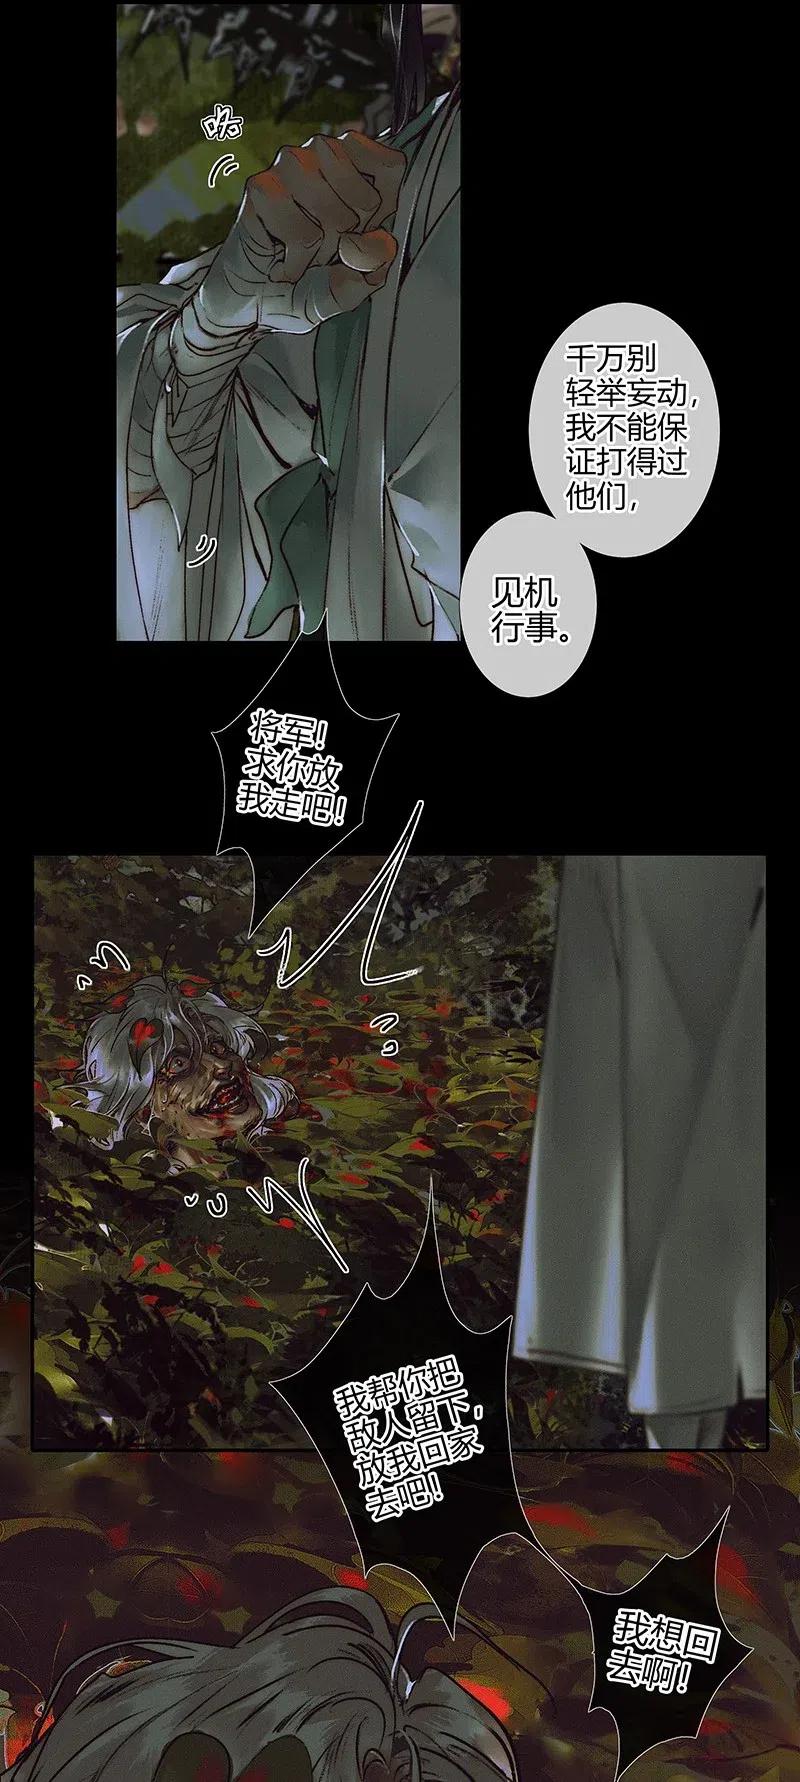 咯
千万别
轻举妄动，
我不能保
证打得过
他们，
见机
行事。
将军！
求你放
我走吧！
我帮你把
敌人留下，
放我回家
去吧！
我想回
去啊！